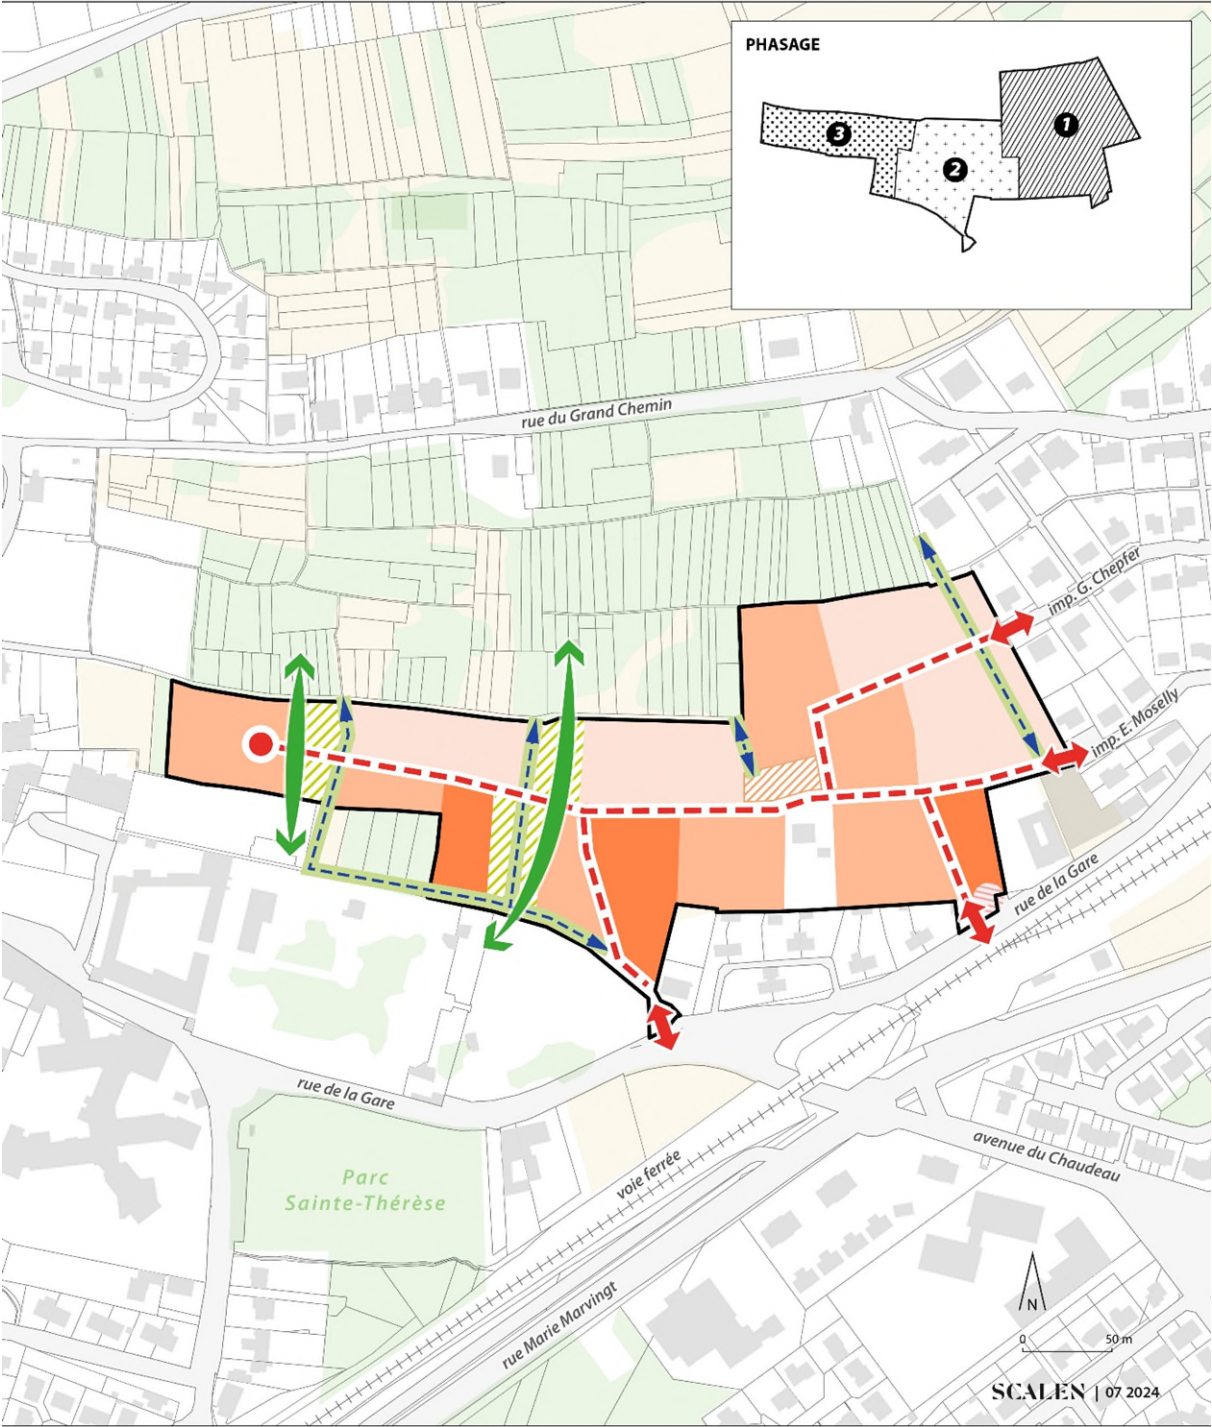 PHASAGE
1
3
2
rue du Grand Chemin
imp. G. Chepfer
imp. E. Moselly
rue de la Gare
rue de la Gare
avenue du Chaudeau
voie ferrée
Parc
Sainte-Thérèse
rue Marie Marvingt
N
0 50 m
SCALEN | 07 2024